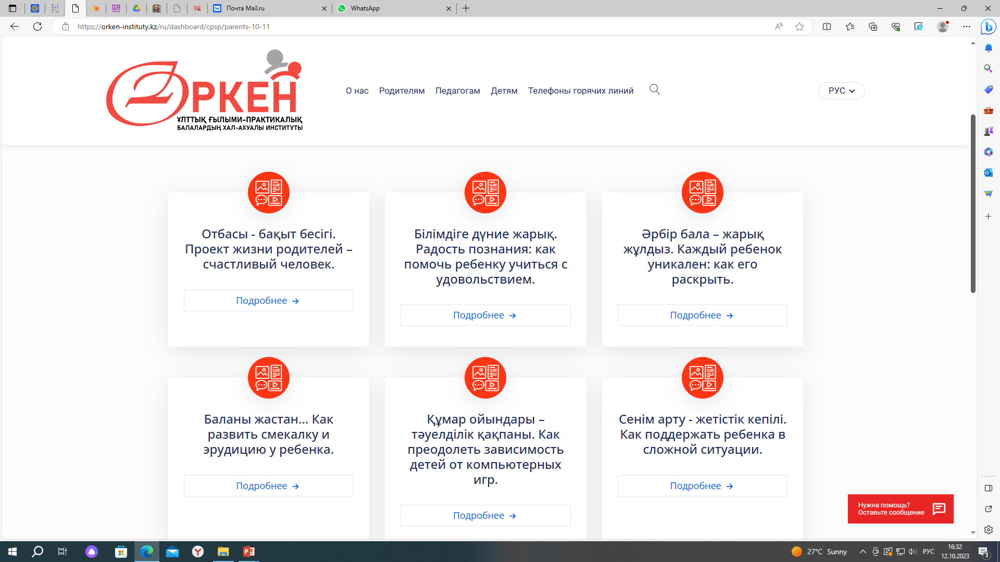 Почта Mail.ru
WhatsApp
https://orken-instituty.kz/ru/dashboard/cpsp/parents-10-11
ӨРКЕН
ҰЛТТЫҚ ҒЫЛЫМИ-ПРАКТИКАЛЫҚ
БАЛАЛАРДЫҢ ХАЛ-АХУАЛЫ ИНСТИТУТЫ
О нас Родителям Педагогам Детям Телефоны горячих линий
РУС
Отбасы - бақыт бесігі.
Проект жизни родителей –
счастливый человек.
Подробнее →
Білімдіге дүние жарық.
Радость познания: как
помочь ребенку учиться с
удовольствием.
Подробнее →
Әрбір бала – жарық
жұлдыз. Каждый ребенок
уникален: как его
раскрыть.
Подробнее →
Баланы жастан... Как
развить смекалку и
эрудицию у ребенка.
Подробнее →
Құмар ойындары –
тәуелділік қақпаны. Как
преодолеть зависимость
детей от компьютерных
игр.
Подробнее →
Сенім арту - жетістік кепілі.
Как поддержать ребенка в
сложной ситуации.
Подробнее →
Нужна помощь?
Оставьте сообщение
27°C Sunny
РУС
16:32
12.10.2023
3